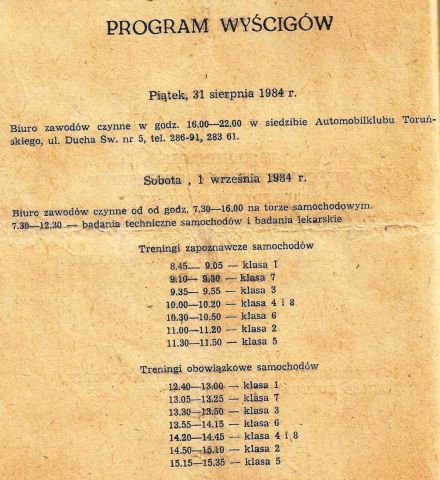 PROGRAM WYŚCIGÓW
Piątek, 31 sierpnia 1984 r.
Biuro zawodów czynne w godz. 16.00—22.00 w siedzibie Automobilklubu Toruń-
skiego, ul. Ducha Św. nr 5, tel. 286-91, 283 61.
Sobota , 1 września 1984 r.
Biuro zawodów czynne od od godz. 7.30—16.00 na torze-samochodowym.
7.30—12.30 — badania techniczne samochodów i badania lekarskie
Treningi zapoznawcze samochodów
8.45— 9.05 — klasa 1
9.10— 9.30 — klasa 7
9.35— 9.55 — klasa 3
10.00—10.20 — klasa 4 i 8
10.30—10.50 — klasa 6
11.00—11.20 — klasa 2
11.30—11.50 — klasa 5
Treningi obowiązkowe samochodów
12.40—13.00 — klasa 1
13.05—13.25 — klasa 7
13.30—13.50 — klasa 3
13.55—14.15 — klasa 6
14.20—14.45 — klasa 4 i 8
14.50—15.10 — klasa 2
15.15—15.35 — klasa 5